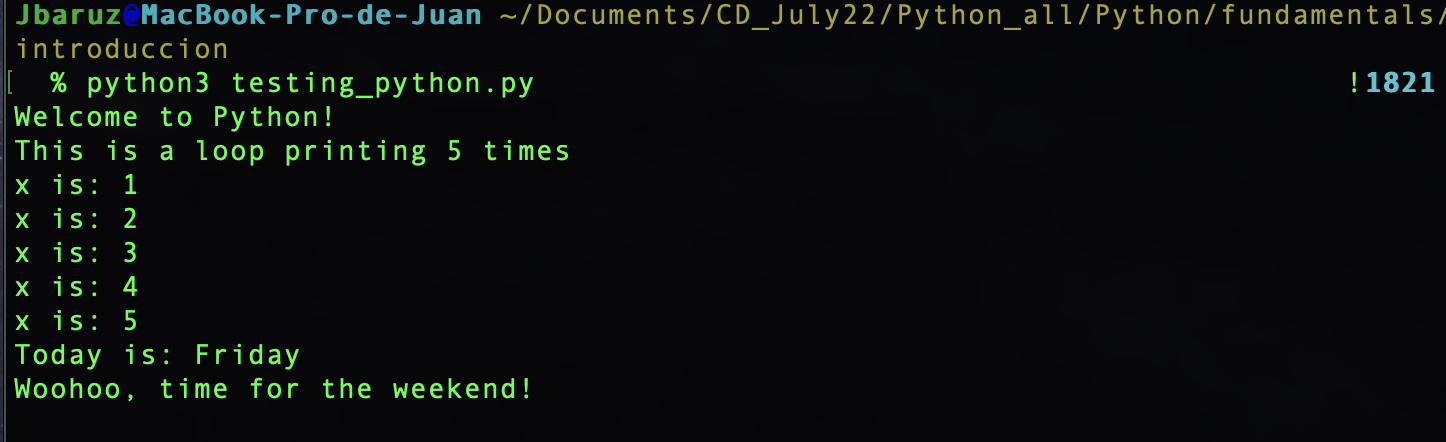 Jbaruz@MacBook-Pro-de-Juan ~/Documents/CD_July22/Python_all/Python/fundamentals/
introduccion
[  % python3 testing_python.py !1821
Welcome to Python!
This is a loop printing 5 times
x is: 1
x is: 2
x is: 3
x is: 4
x is: 5
Today is: Friday
Woohoo, time for the weekend!